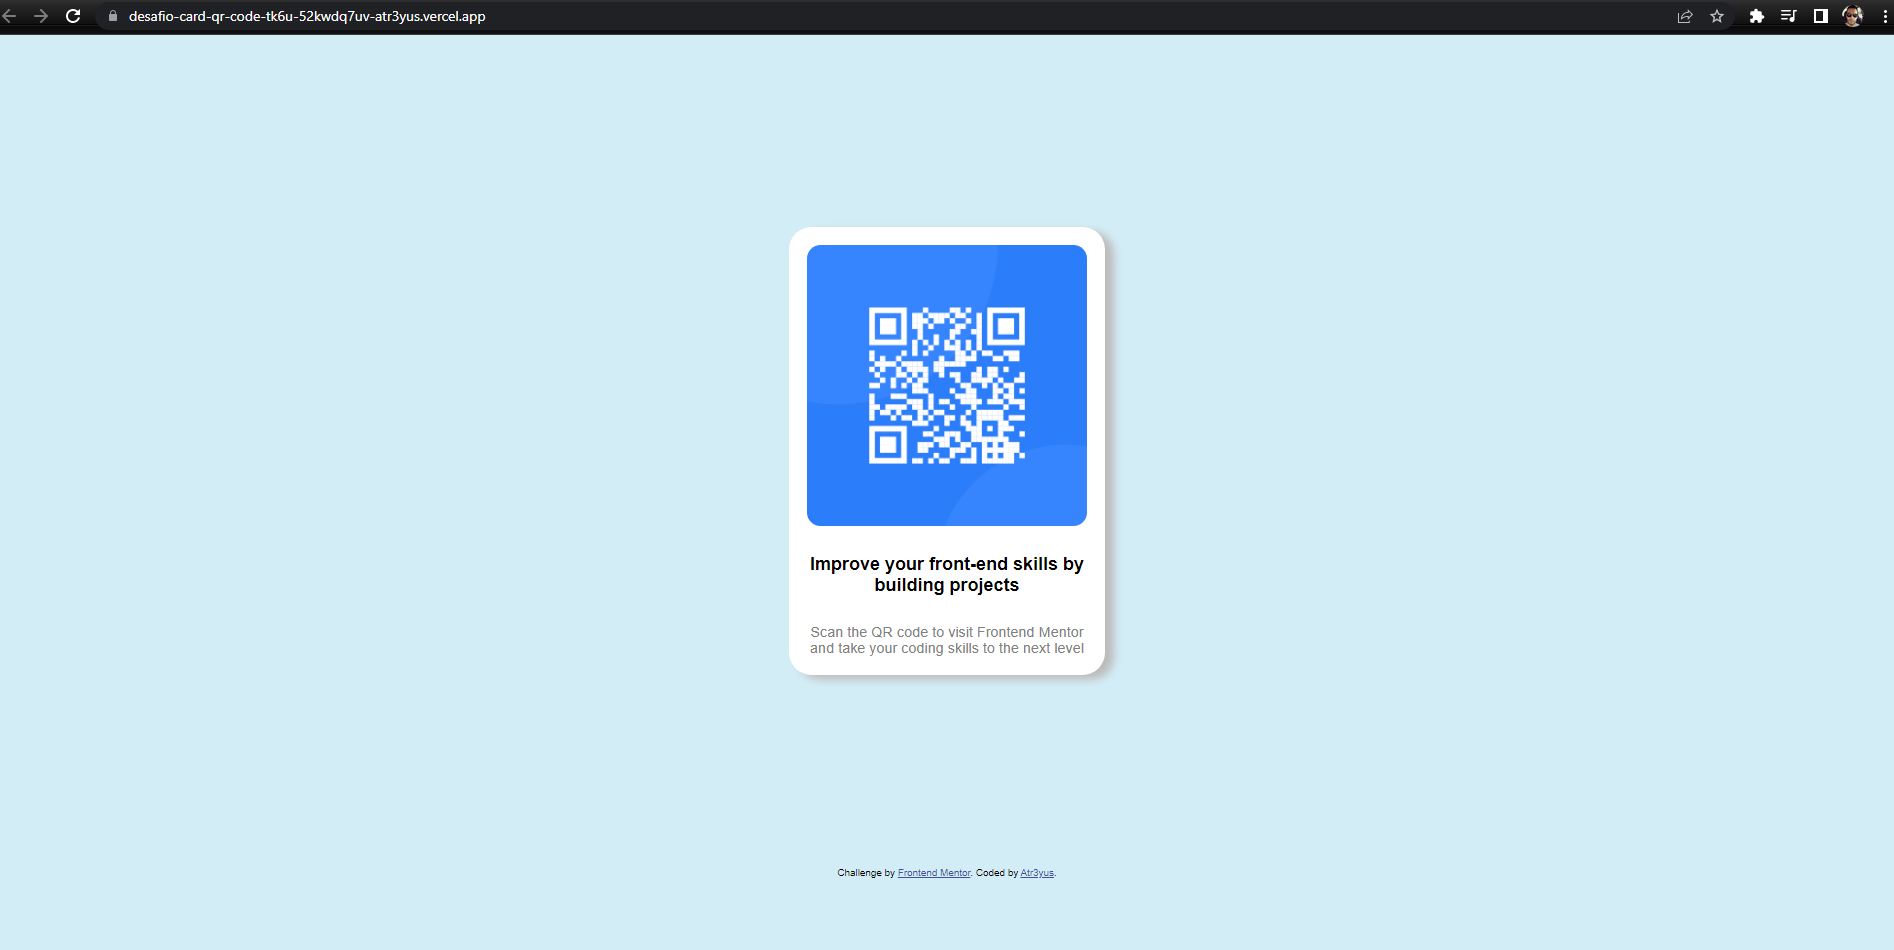 desafio-card-qr-code-tk6u-52kwdq7uv-atr3yus.vercel.app
Improve your front-end skills by
building projects
Scan the QR code to visit Frontend Mentor
and take your coding skills to the next level
Challenge by Frontend Mentor. Coded by Atr3yus.